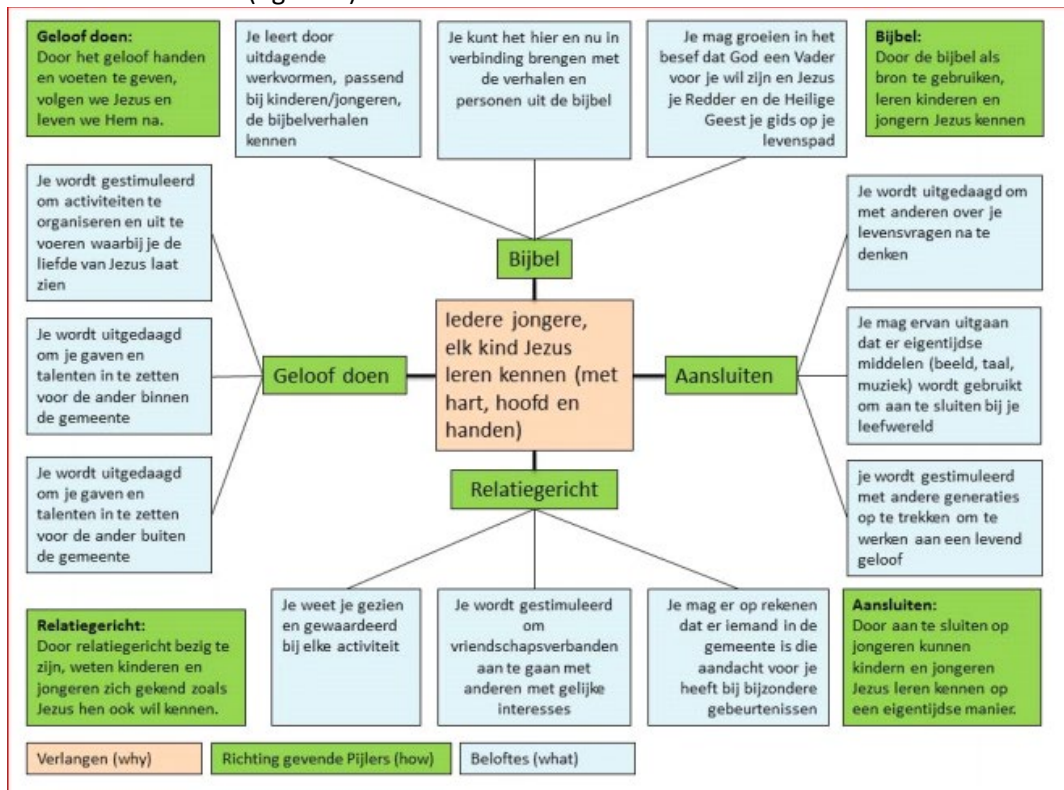 Geloof doen:
Door het geloof handen
en voeten te geven,
volgen we Jezus en
leven we Hem na.
Je leert door
uitdagende
werkvormen, passend
bij kinderen/jongeren,
de bijbelverhalen
kennen
Je kunt het hier en nu in
verbinding brengen met
de verhalen en
personen uit de bijbel
Je mag groeien in het
besef dat God een Vader
voor je wil zijn en Jezus
je Redder en de Heilige
Geest je gids op je
levenspad
Bijbel:
Door de bijbel als
bron te gebruiken,
leren kinderen en
jongern Jezus kennen
Je wordt gestimuleerd
om activiteiten te
organiseren en uit te
voeren waarbij je de
liefde van Jezus laat
zien
Je wordt uitgedaagd
om je gaven en
talenten in te zetten
voor de ander binnen
de gemeente
Je wordt uitgedaagd
om je gaven en
talenten in te zetten
voor de ander buiten
de gemeente
Bijbel
Geloof doen
Iedere jongere,
elk kind Jezus
leren kennen (met
hart, hoofd en
handen)
Aansluiten
Relatiegericht
Je wordt uitgedaagd om
met anderen over je
levensvragen na te
denken
Je mag ervan uitgaan
dat er eigentijdse
middelen (beeld, taal,
muziek) wordt gebruikt
om aan te sluiten bij je
leefwereld
je wordt gestimuleerd
met andere generaties
op te trekken om te
werken aan een levend
geloof
Relatiegericht:
Door relatiegericht bezig te
zijn, weten kinderen en
jongeren zich gekend zoals
Jezus hen ook wil kennen.
Je weet je gezien
en gewaardeerd
bij elke activiteit
Je wordt gestimuleerd
om
vriendschapsverbanden
aan te gaan met
anderen met gelijke
interesses
Je mag er op rekenen
dat er iemand in de
gemeente is die
aandacht voor je
heeft bij bijzondere
gebeurtenissen
Aansluiten:
Door aan te sluiten op
jongeren kunnen
kindern en jongeren
Jezus leren kennen op
een eigentijdse manier.
Verlangen (why)
Richting gevende Pijlers (how)
Beloftes (what)